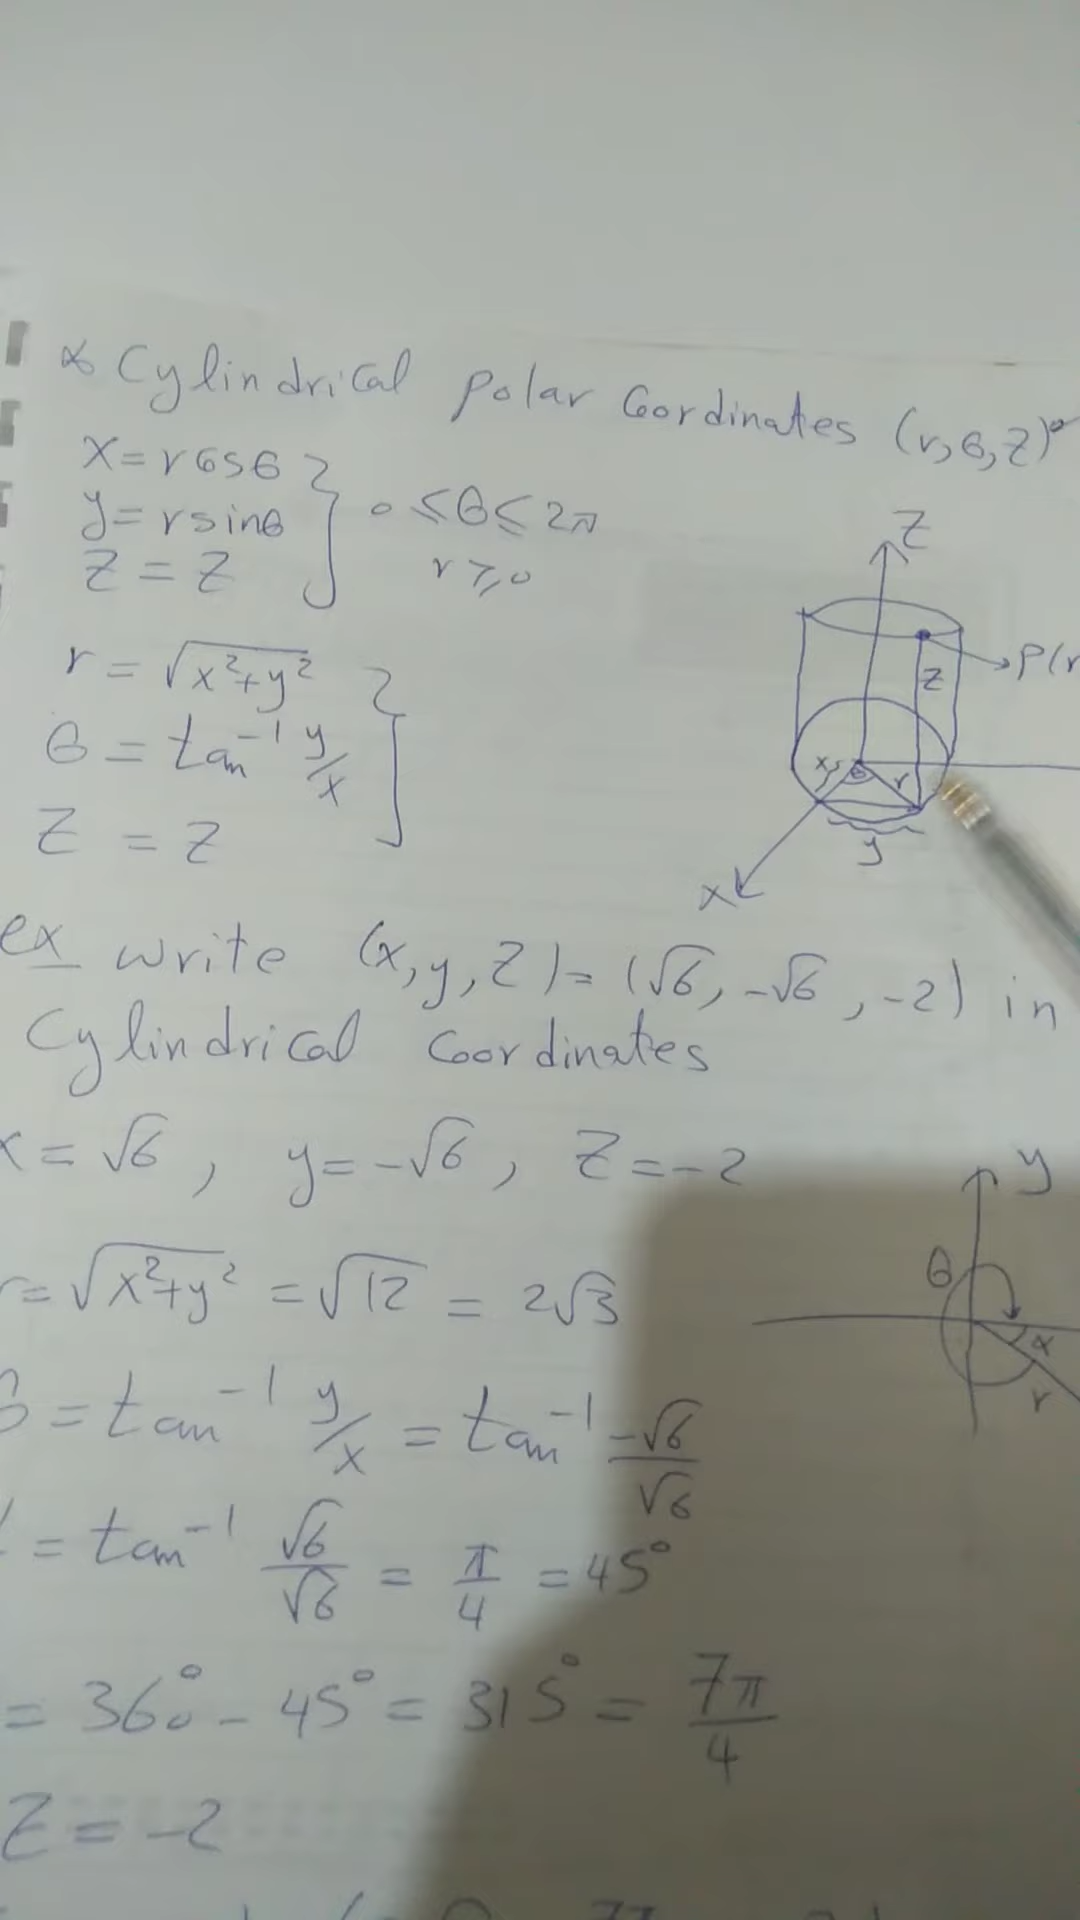 Cylindrical polar Coordinates (r, θ, z)
x = r cos θ
y = r sin θ
z = z
0 ≤ θ ≤ 2π
r ≥ 0
z
P(r
z
x
θ
r
y
x
r = √x²+y²
θ = tan⁻¹ y/x
z = z
ex write (x, y, z) = (√6, -√6, -2) in
Cylindrical Coordinates
x = √6 , y = -√6 , z = -2
y
θ
α
r
r = √x²+y² = √12 = 2√3
θ = tan⁻¹ y/x = tan⁻¹ -√6/√6
= tan⁻¹ √6/√6 = π/4 = 45°
= 360° - 45° = 315° = 7π/4
z = -2